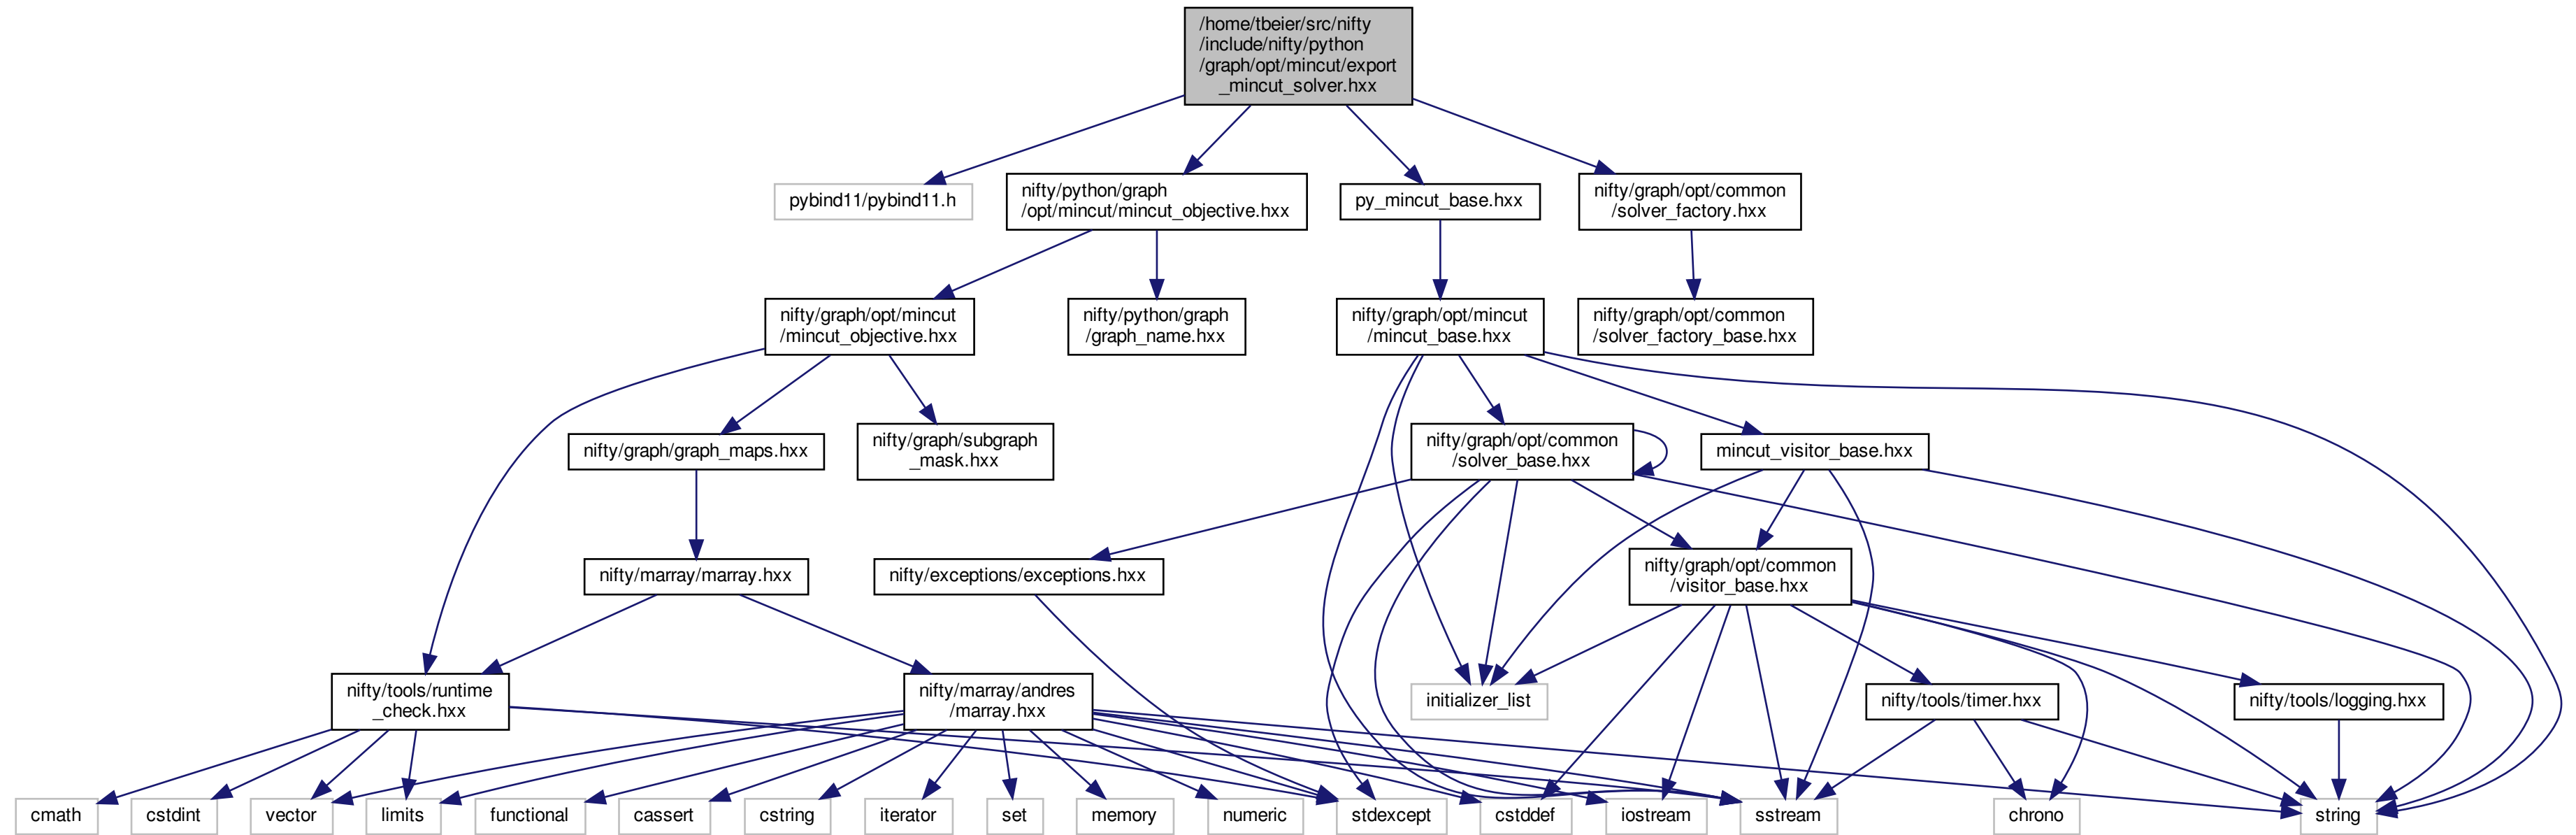 /home/tbeier/src/nifty
/include/nifty/python
/graph/opt/mincut/export
_mincut_solver.hxx
pybind11/pybind11.h
nifty/python/graph
/opt/mincut/mincut_objective.hxx
py_mincut_base.hxx
nifty/graph/opt/common
/solver_factory.hxx
nifty/graph/opt/mincut
/mincut_objective.hxx
nifty/python/graph
/graph_name.hxx
nifty/graph/opt/mincut
/mincut_base.hxx
nifty/graph/opt/common
/solver_factory_base.hxx
nifty/graph/graph_maps.hxx
nifty/graph/subgraph
_mask.hxx
nifty/graph/opt/common
/solver_base.hxx
mincut_visitor_base.hxx
nifty/marray/marray.hxx
nifty/exceptions/exceptions.hxx
nifty/graph/opt/common
/visitor_base.hxx
nifty/tools/runtime
_check.hxx
nifty/marray/andres
/marray.hxx
initializer_list
nifty/tools/timer.hxx
nifty/tools/logging.hxx
cmath
cstdint
vector
limits
functional
cassert
cstring
iterator
set
memory
numeric
stdexcept
cstddef
iostream
sstream
chrono
string